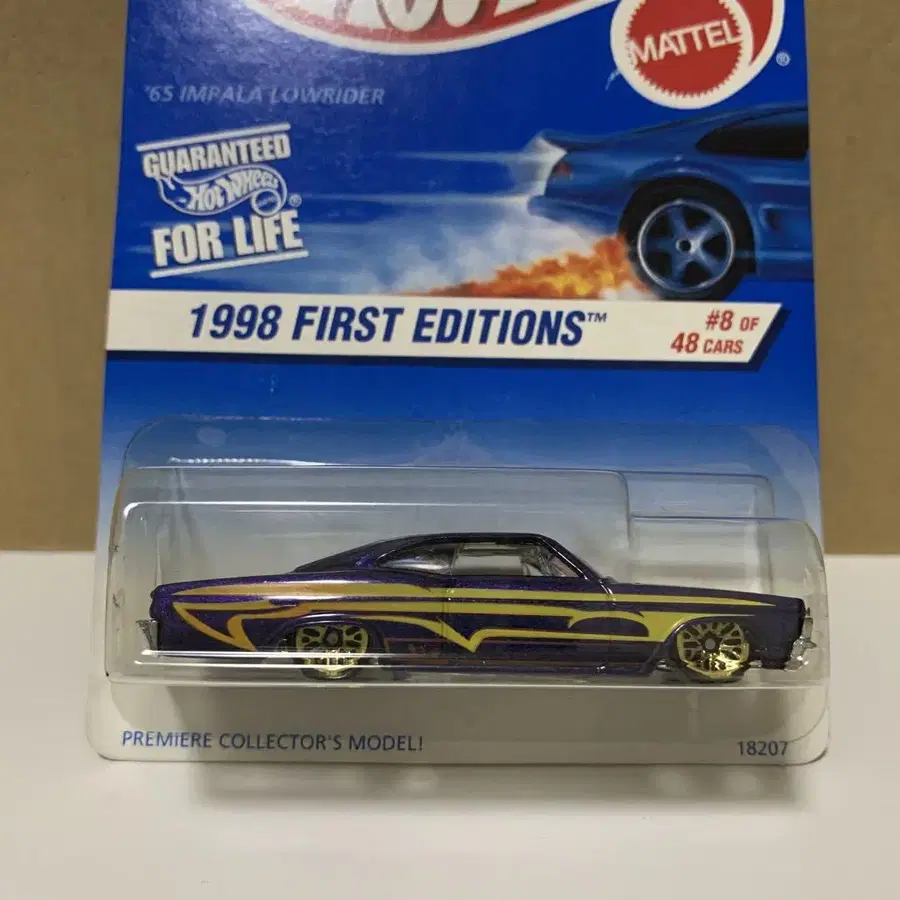 MATTEL
®
'65 IMPALA LOWRIDER
GUARANTEED
HOT WHEELS®
FOR LIFE
1998 FIRST EDITIONS™
#8 OF
48 CARS
PREMIERE COLLECTOR'S MODEL!
18207